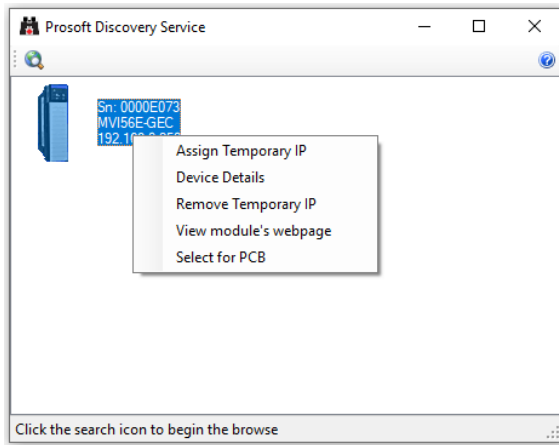 Prosoft Discovery Service
Sn: 0000E073
MVI56E-GEC
Assign Temporary IP
Device Details
Remove Temporary IP
View module's webpage
Select for PCB
Click the search icon to begin the browse